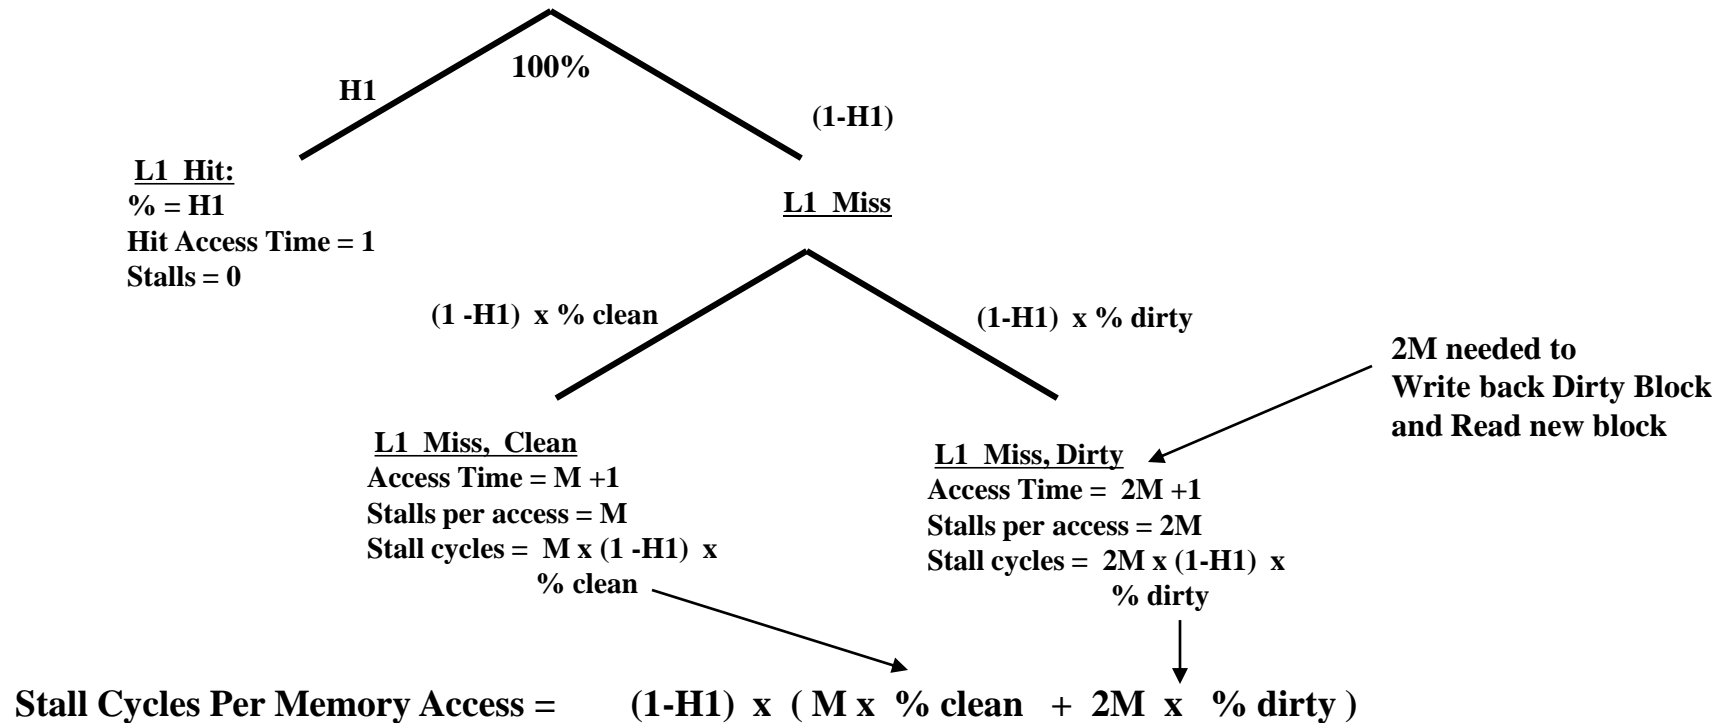 100%
H1
(1-H1)
L1 Hit:
% = H1
Hit Access Time = 1
Stalls = 0
L1 Miss
(1 -H1) x % clean
(1-H1) x % dirty
2M needed to
Write back Dirty Block
and Read new block
L1 Miss, Clean
Access Time = M +1
Stalls per access = M
Stall cycles = M x (1 -H1) x
% clean
L1 Miss, Dirty
Access Time = 2M +1
Stalls per access = 2M
Stall cycles = 2M x (1-H1) x
% dirty
Stall Cycles Per Memory Access = (1-H1) x ( M x % clean + 2M x % dirty )